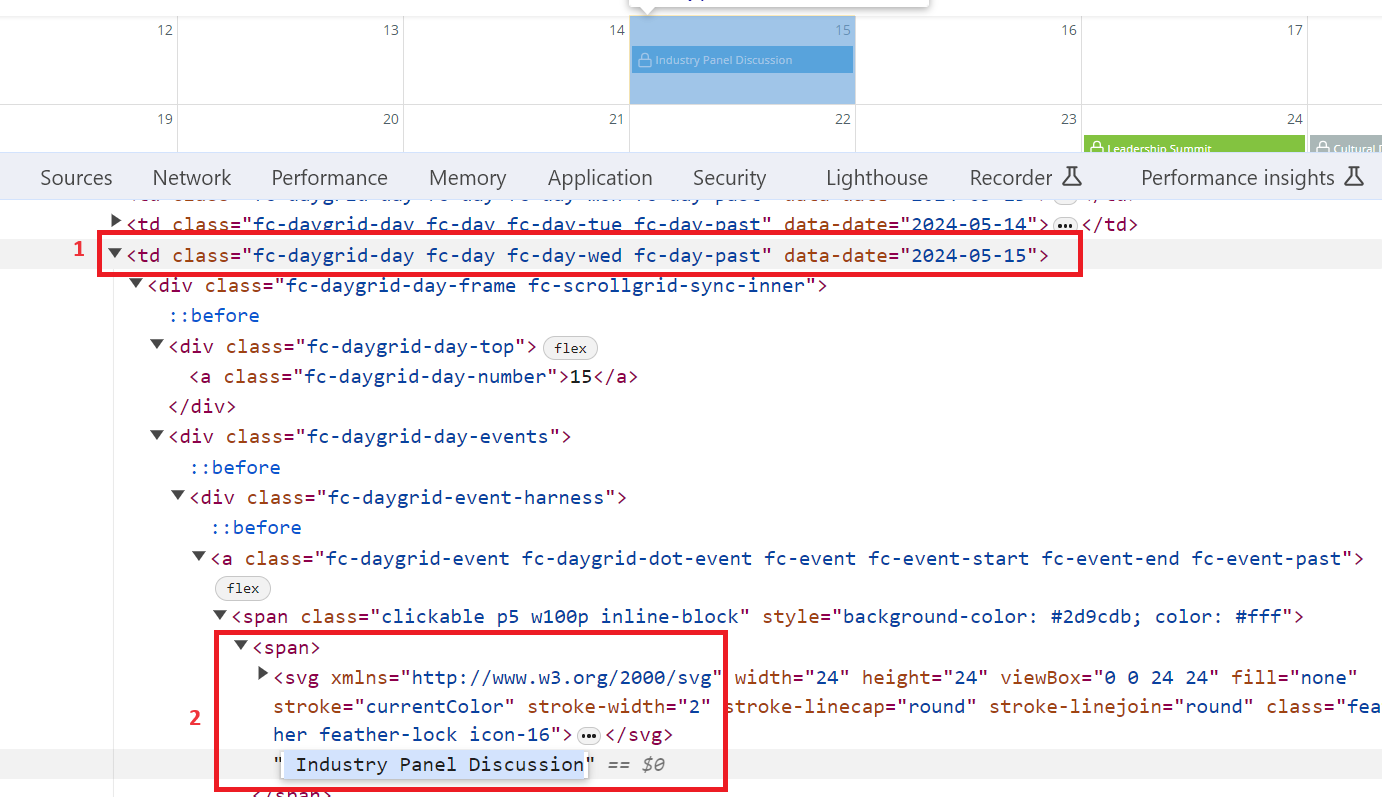 12 13 14 15 16 17
Industry Panel Discussion
19 20 21 22 23 24
Leadership Summit Cultural
Sources Network Performance Memory Application Security Lighthouse Recorder Performance insights
<td class="fc-daygrid-day fc-day fc-day-tue fc-day-past" data-date="2024-05-14">…</td>
1 <td class="fc-daygrid-day fc-day fc-day-wed fc-day-past" data-date="2024-05-15">
<div class="fc-daygrid-day-frame fc-scrollgrid-sync-inner">
::before
<div class="fc-daygrid-day-top"> flex
<a class="fc-daygrid-day-number">15</a>
</div>
<div class="fc-daygrid-day-events">
::before
<div class="fc-daygrid-event-harness">
::before
<a class="fc-daygrid-event fc-daygrid-dot-event fc-event fc-event-start fc-event-end fc-event-past">
flex
<span class="clickable p5 w100p inline-block" style="background-color: #2d9cdb; color: #fff">
<span>
<svg xmlns="http://www.w3.org/2000/svg" width="24" height="24" viewBox="0 0 24 24" fill="none"
stroke="currentColor" stroke-width="2" stroke-linecap="round" stroke-linejoin="round" class="fea
2 her feather-lock icon-16">…</svg>
" Industry Panel Discussion" == $0
</span>